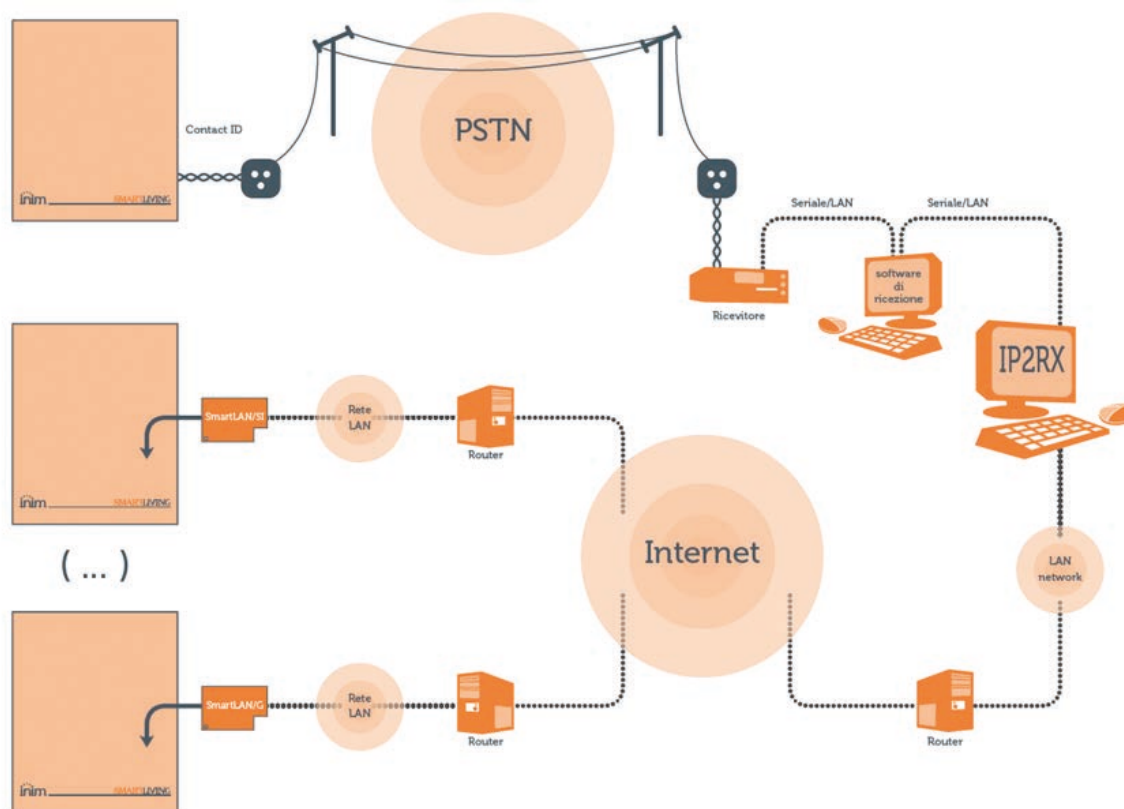 PSTN
Contact ID
inim
SMARTLIVING
Seriale/LAN
Seriale/LAN
software
di
ricezione
Ricevitore
IP2RX
SmartLAN/SI
Rete
LAN
Router
inim
SMARTLIVING
Internet
( ... )
LAN
network
SmartLAN/G
Rete
LAN
Router
Router
inim
SMARTLIVING